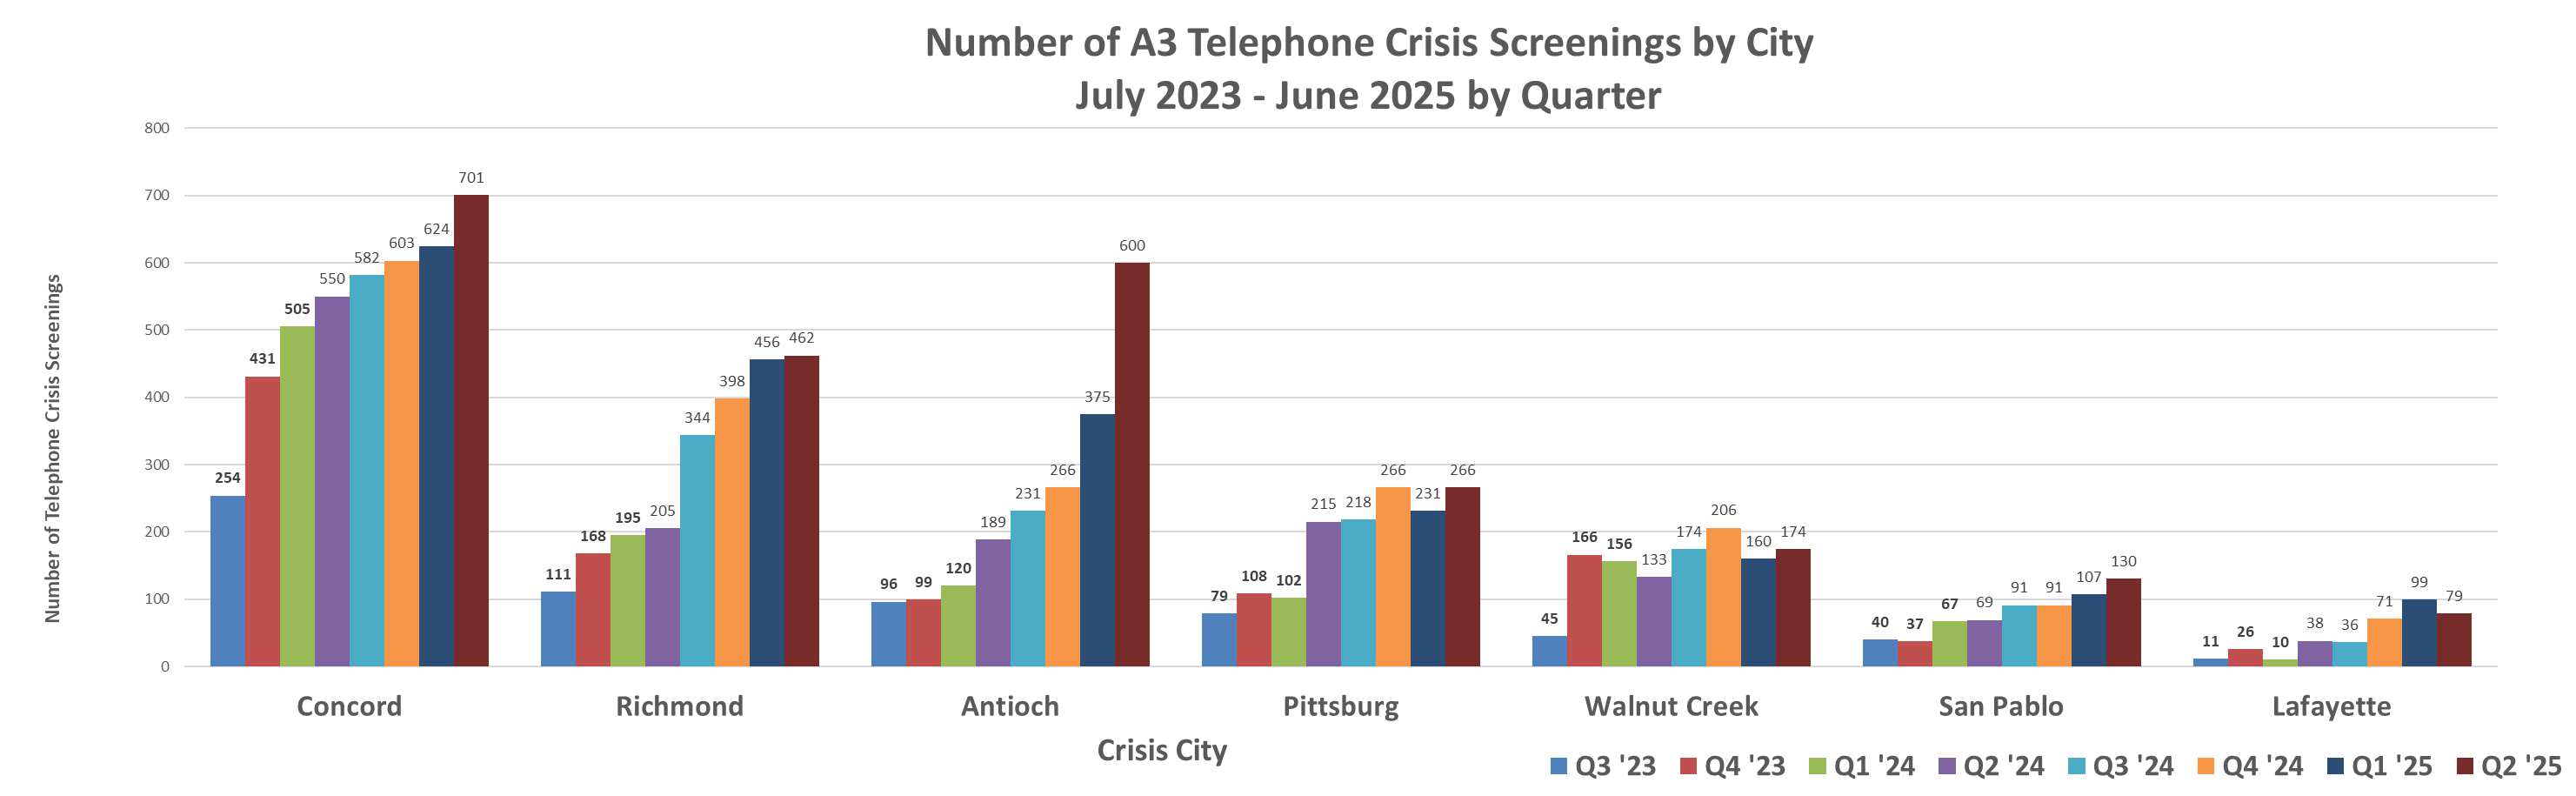 Number of A3 Telephone Crisis Screenings by City
July 2023 - June 2025 by Quarter
Number of Telephone Crisis Screenings
800
700
600
500
400
300
200
100
0
254 431 505 550 582 603 624 701
111 168 195 205 344 398 456 462
96 99 120 189 231 266 375 600
79 108 102 215 218 266 231 266
45 166 156 133 174 206 160 174
40 37 67 69 91 91 107 130
11 26 10 38 36 71 99 79
Concord Richmond Antioch Pittsburg Walnut Creek San Pablo Lafayette
Crisis City
Q3 '23 Q4 '23 Q1 '24 Q2 '24 Q3 '24 Q4 '24 Q1 '25 Q2 '25